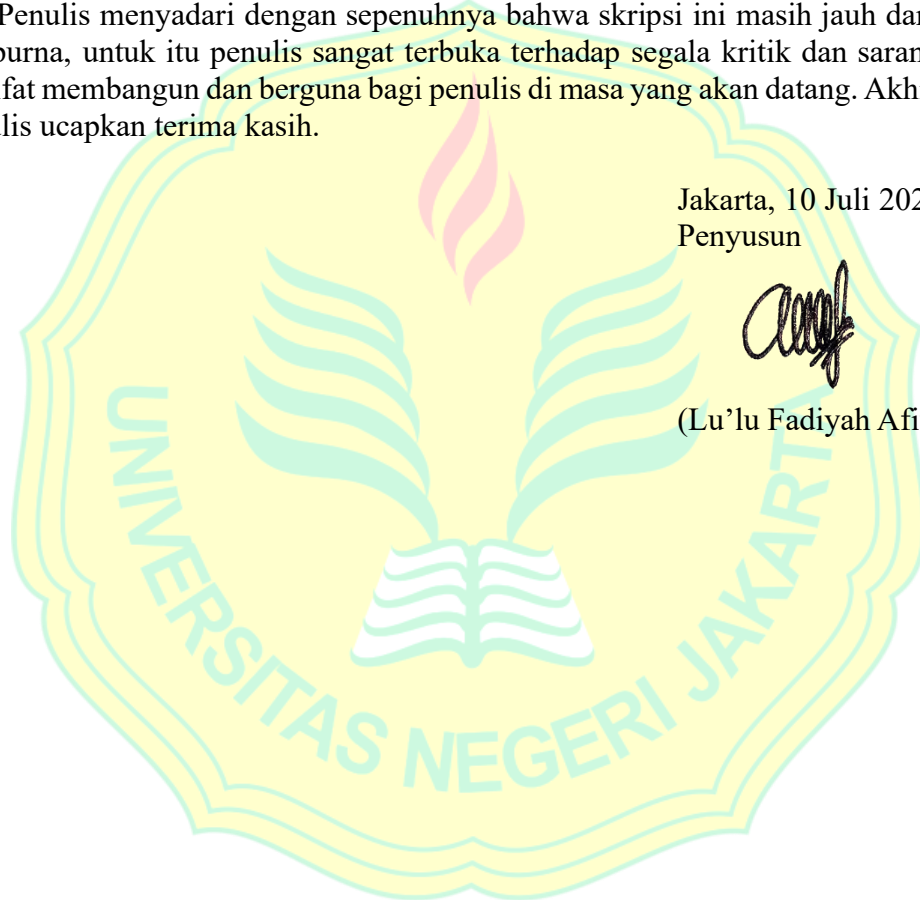 Penulis menyadari dengan sepenuhnya bahwa skripsi ini masih jauh dar
purna, untuk itu penulis sangat terbuka terhadap segala kritik dan saran
fat membangun dan berguna bagi penulis di masa yang akan datang. Akhi
lis ucapkan terima kasih.
Jakarta, 10 Juli 202
Penyusun
(Lu’lu Fadiyah Afi
UNIVERSITAS NEGERI JAKARTA